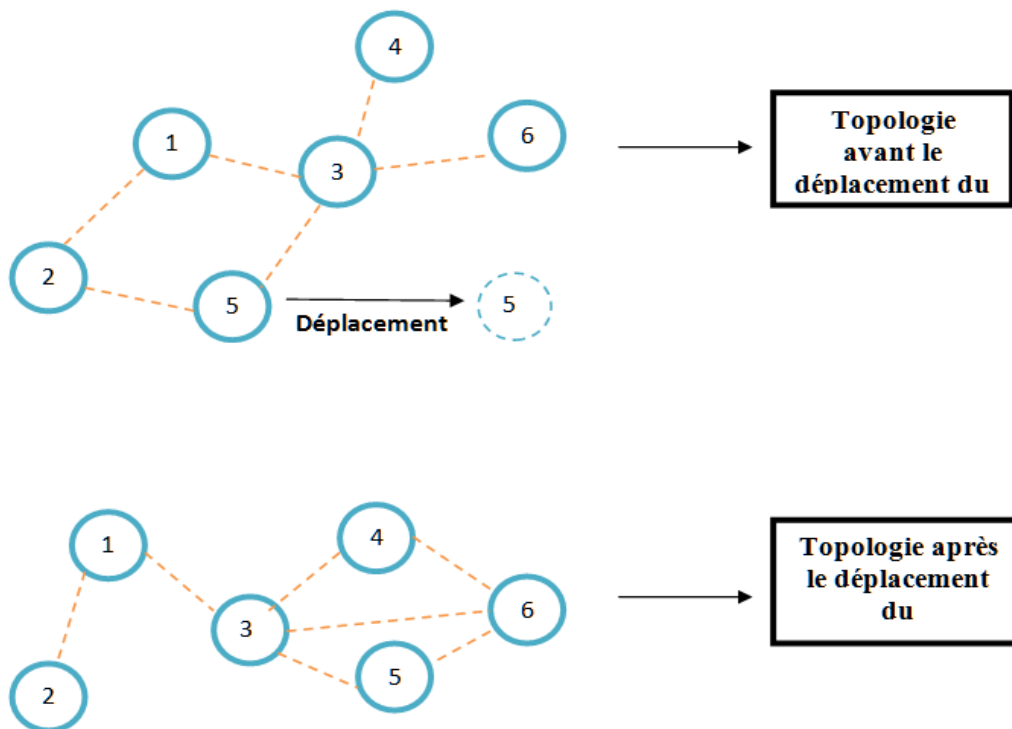 4
1
6
3
2
5
5
Déplacement
Topologie
avant le
déplacement du
1
4
3
6
5
2
Topologie après
le déplacement
du